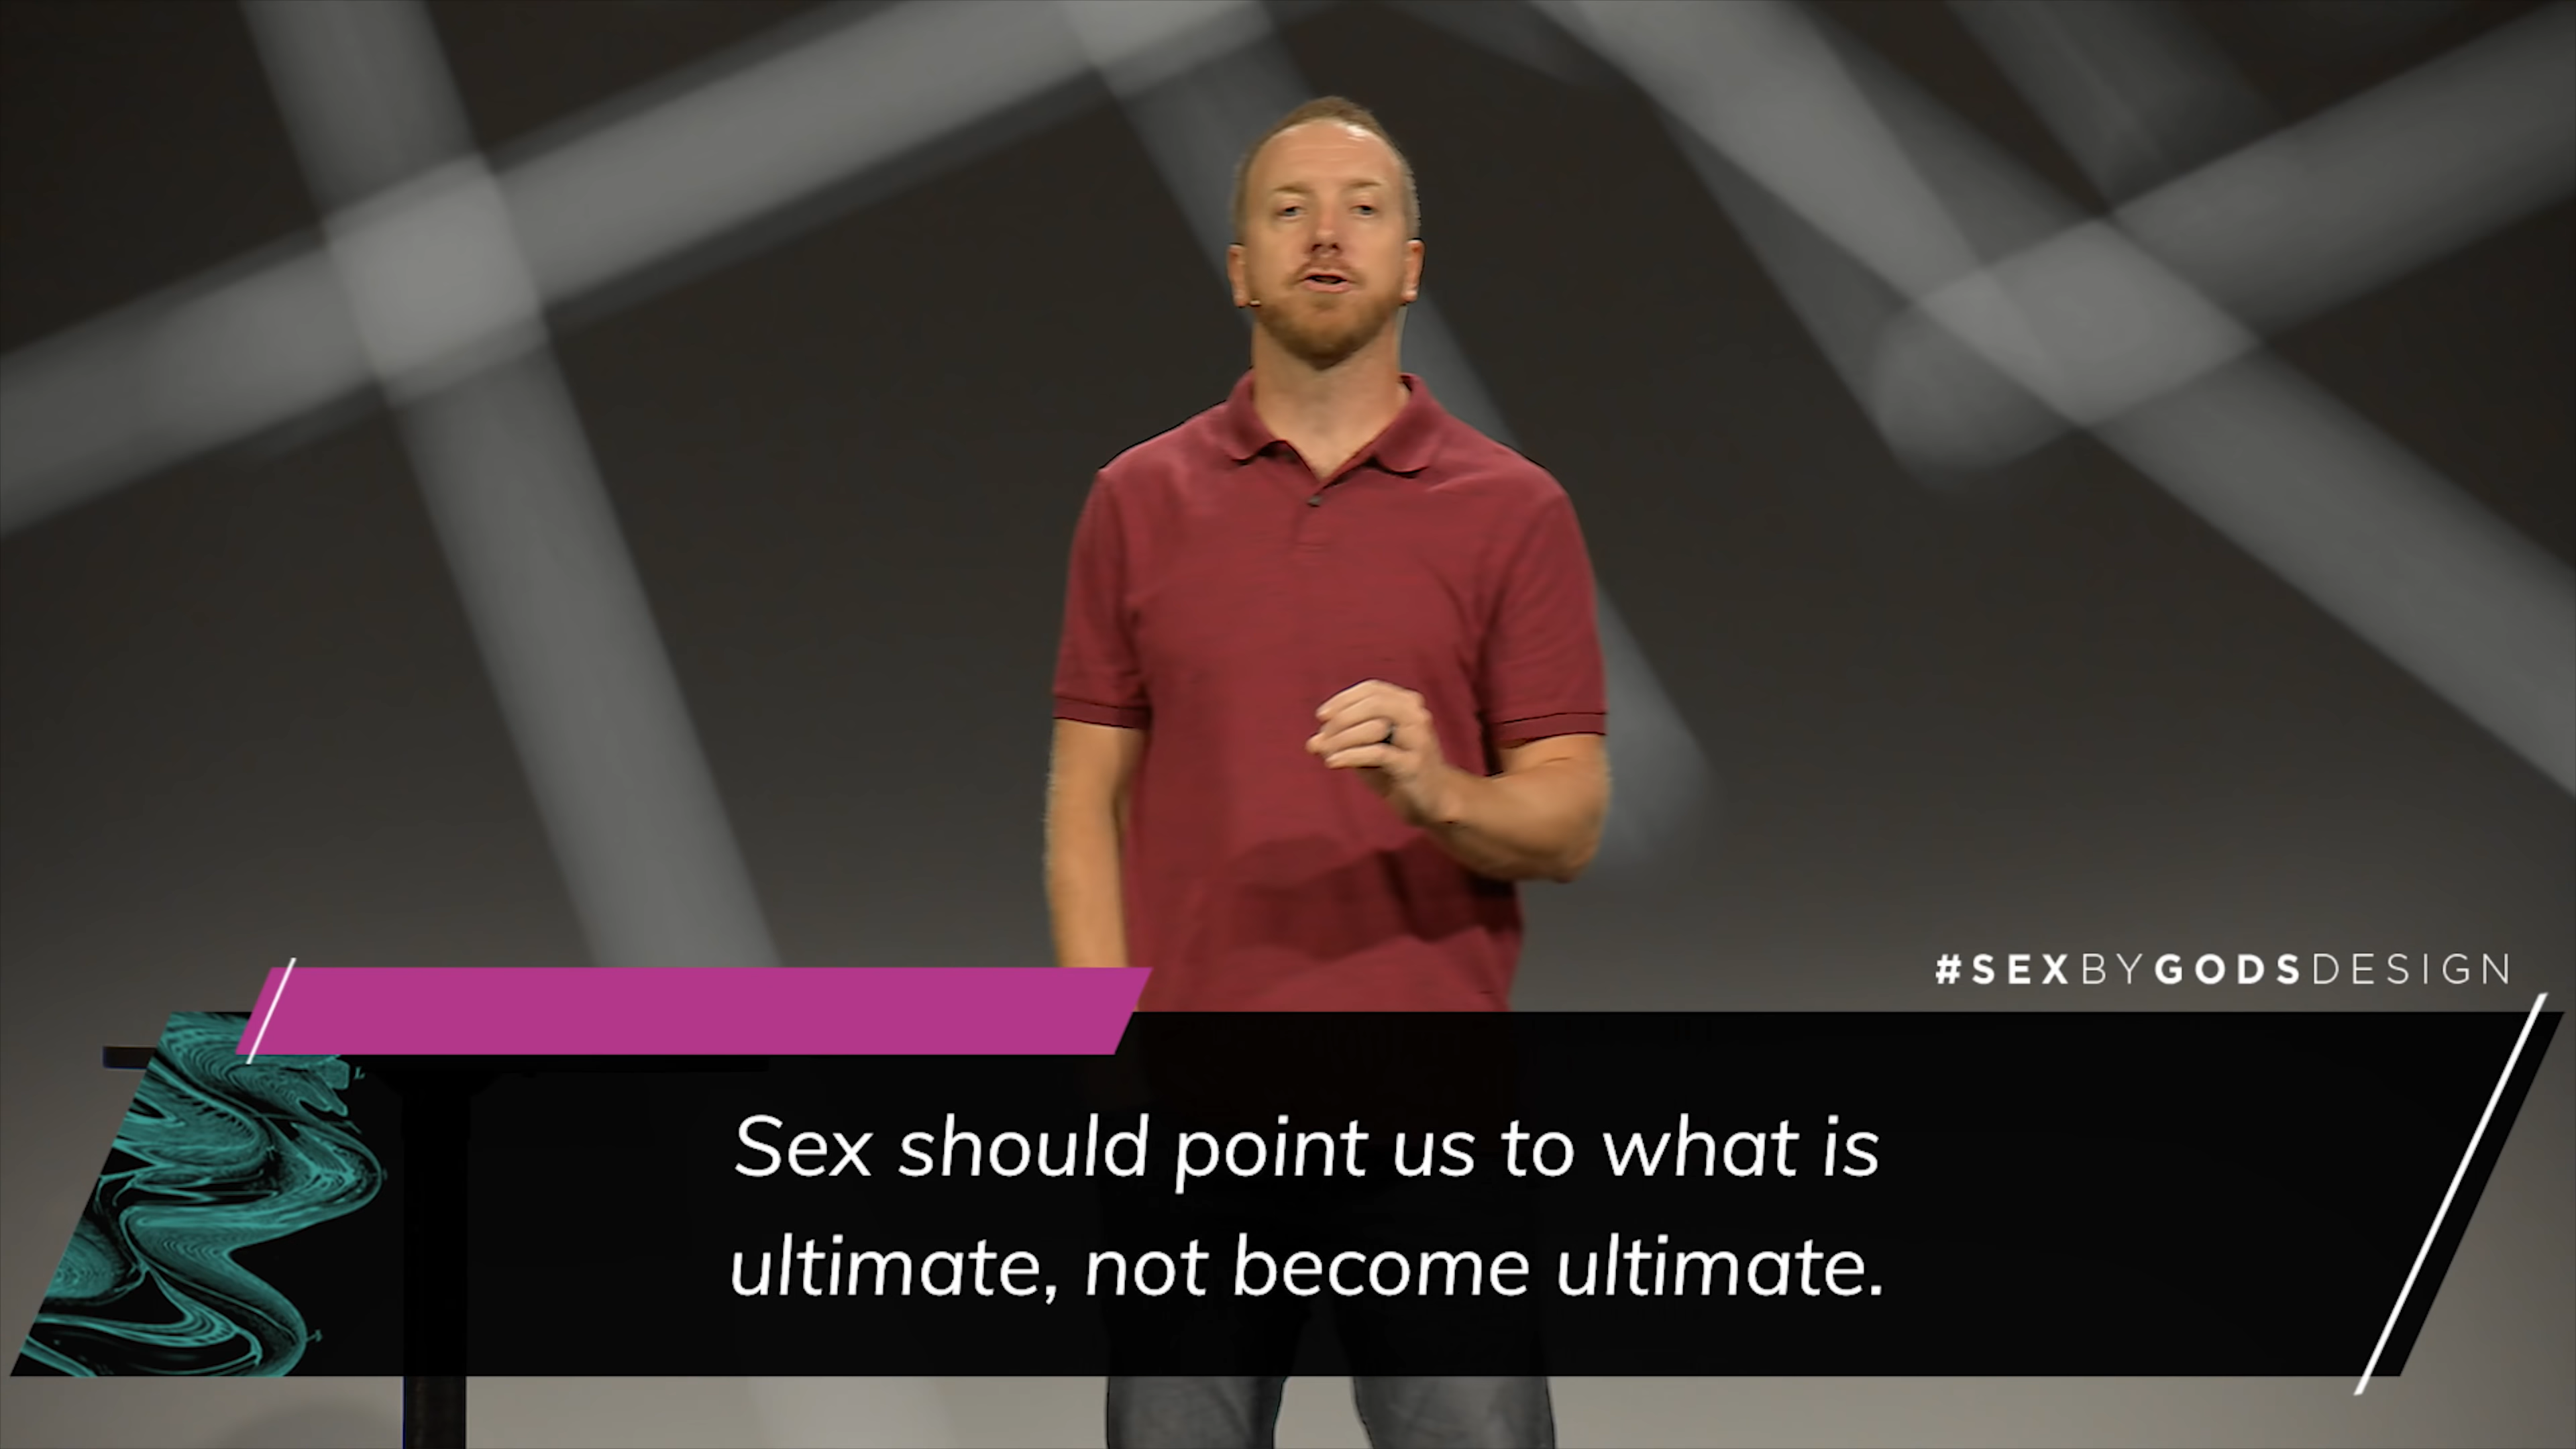 #SEXBYGODSDESIGN
Sex should point us to what is
ultimate, not become ultimate.